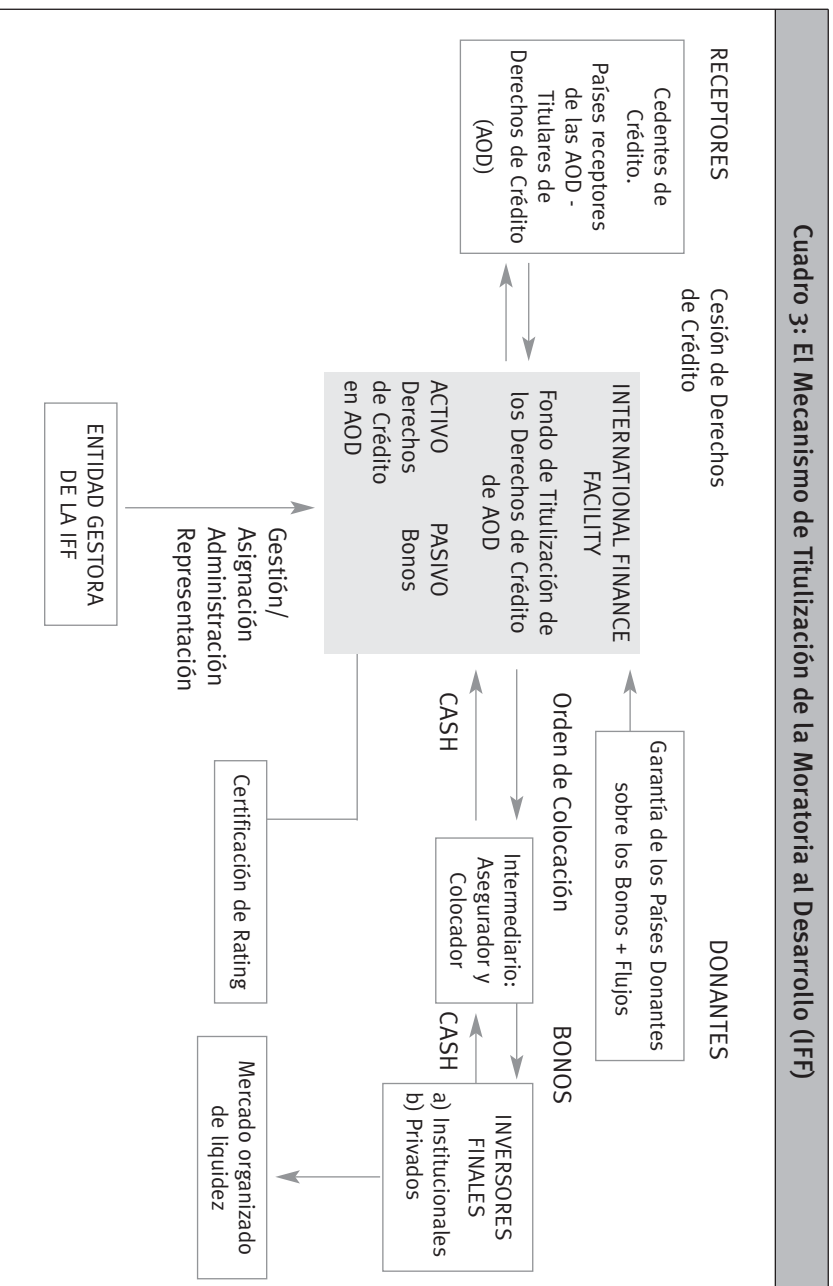 Cuadro 3: El Mecanismo de Titulización de la Moratoria al Desarrollo (IFF)
RECEPTORES
Cedentes de
Crédito.
Países receptores
de las AOD -
Titulares de
Derechos de Crédito
(AOD)
Cesión de Derechos
de Crédito
INTERNATIONAL FINANCE
FACILITY
Fondo de Titulización de
los Derechos de Crédito
de AOD
ACTIVO PASIVO
Derechos Bonos
de Crédito
en AOD
DONANTES
Garantía de los Países Donantes
sobre los Bonos + Flujos
Orden de Colocación
CASH
Intermediario:
Asegurador y
Colocador
BONOS
CASH
INVERSORES
FINALES
a) Institucionales
b) Privados
Gestión/
Asignación
Administración
Representación
ENTIDAD GESTORA
DE LA IFF
Certificación de Rating
Mercado organizado
de liquidez